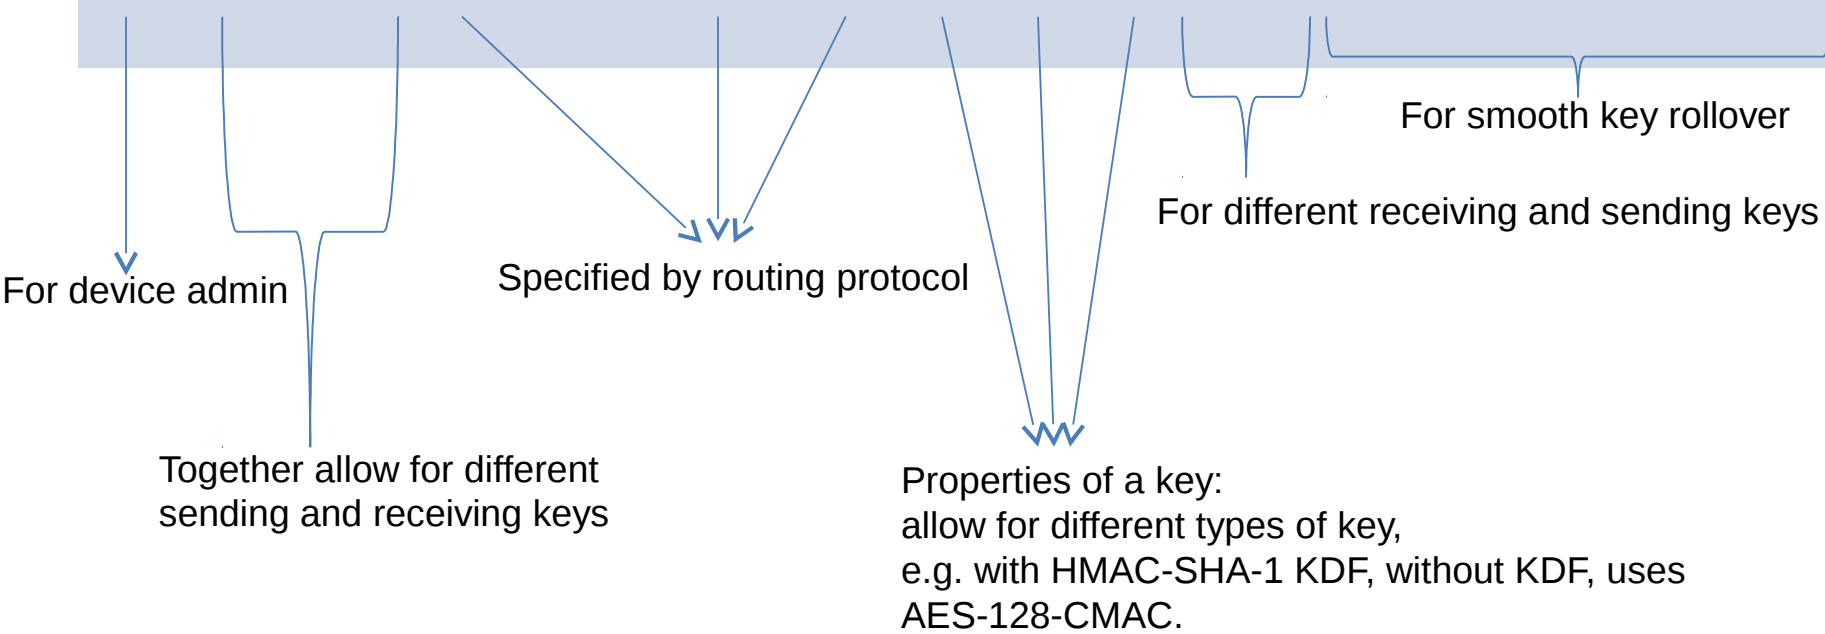 For smooth key rollover
For different receiving and sending keys
For device admin
Specified by routing protocol
Together allow for different
sending and receiving keys
Properties of a key:
allow for different types of key,
e.g. with HMAC-SHA-1 KDF, without KDF, uses
AES-128-CMAC.